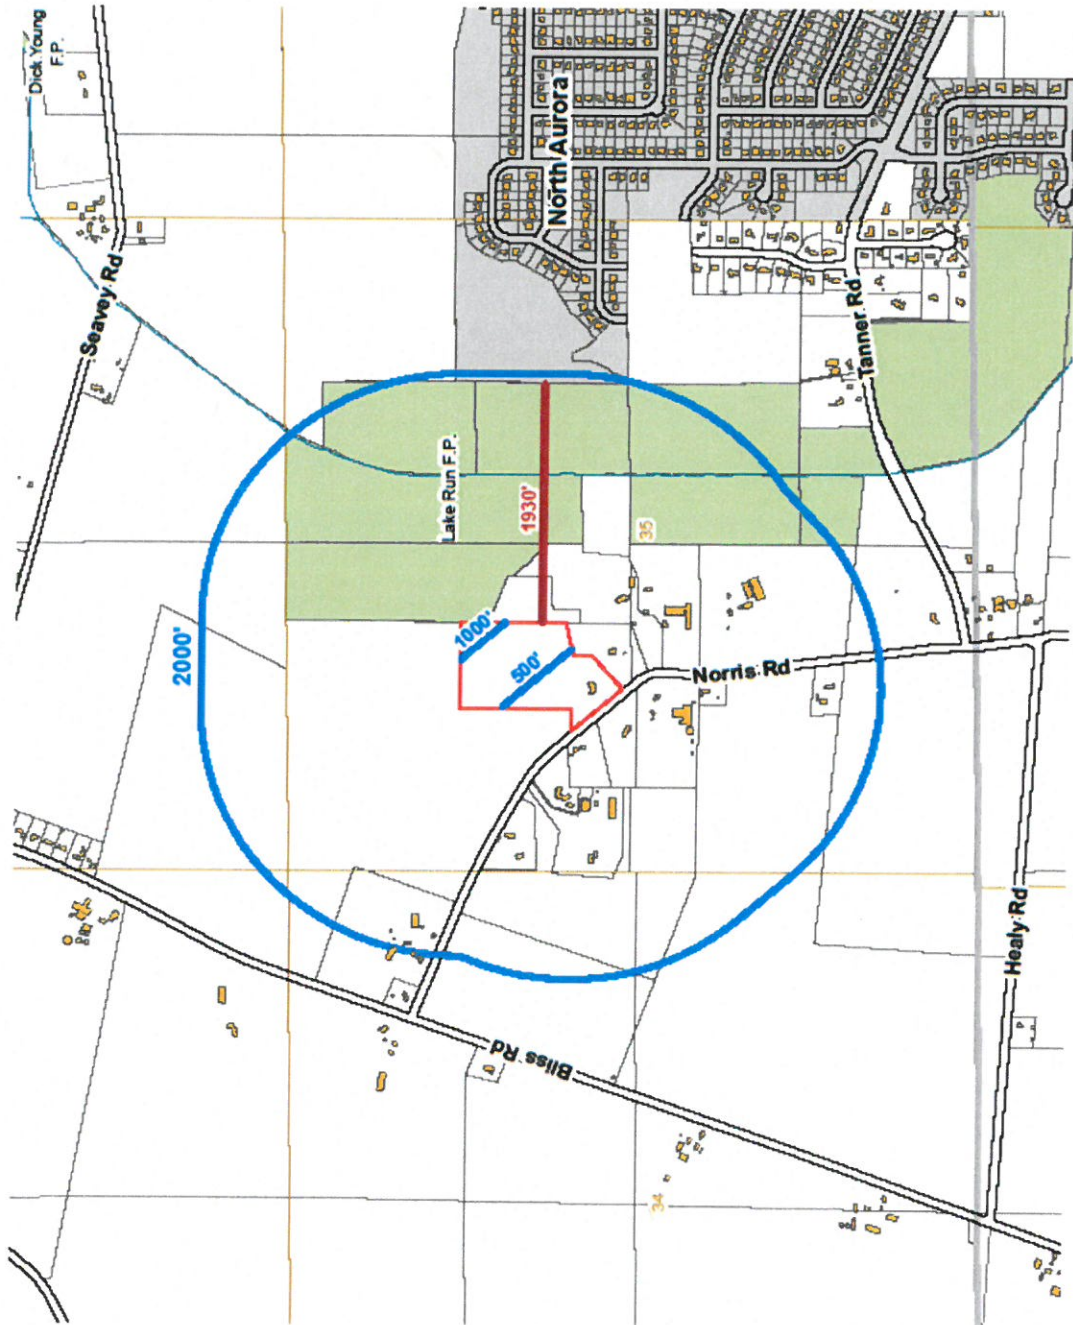 Dick Young
F.P.
Seavey Rd
North Aurora
Lake Run F.P.
Tanner Rd
2000'
1930'
1000'
500'
35
Norris Rd
Healy Rd
Bliss Rd
34